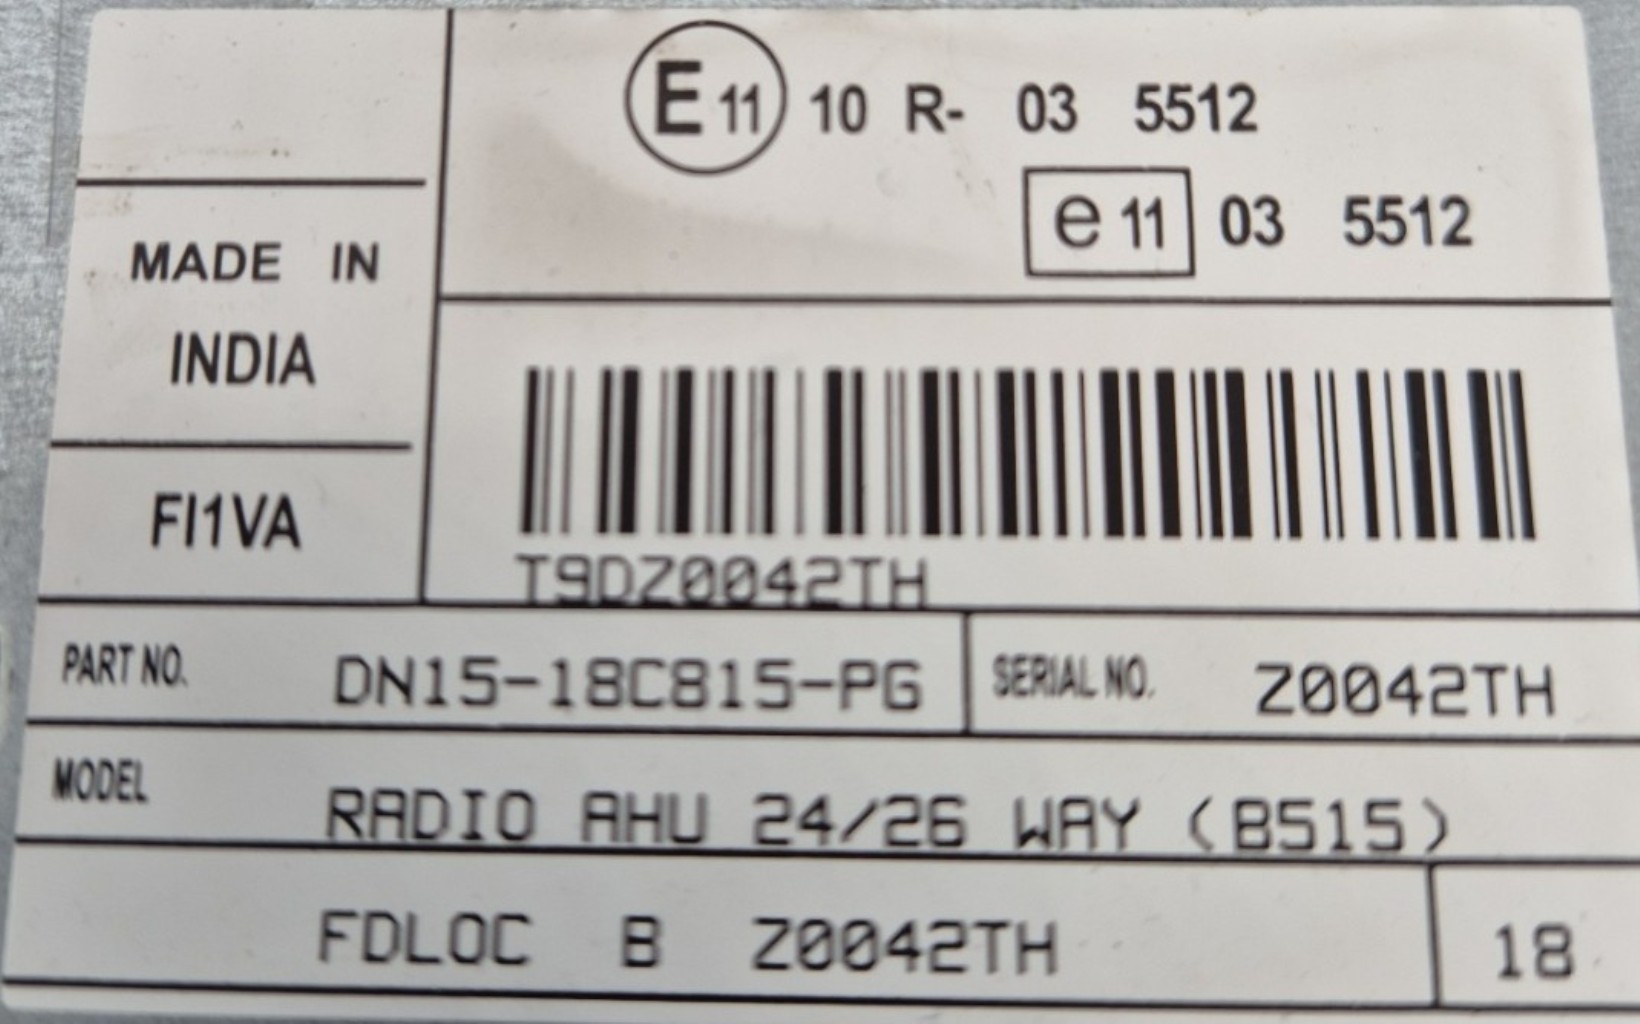 E 11 10 R- 03 5512
e 11 03 5512
MADE IN
INDIA
FI1VA
T9DZ0042TH
PART NO. DN15-18C815-PG
SERIAL NO. Z0042TH
MODEL RADIO AHU 24/26 WAY (B515)
FDLOC B Z0042TH
18